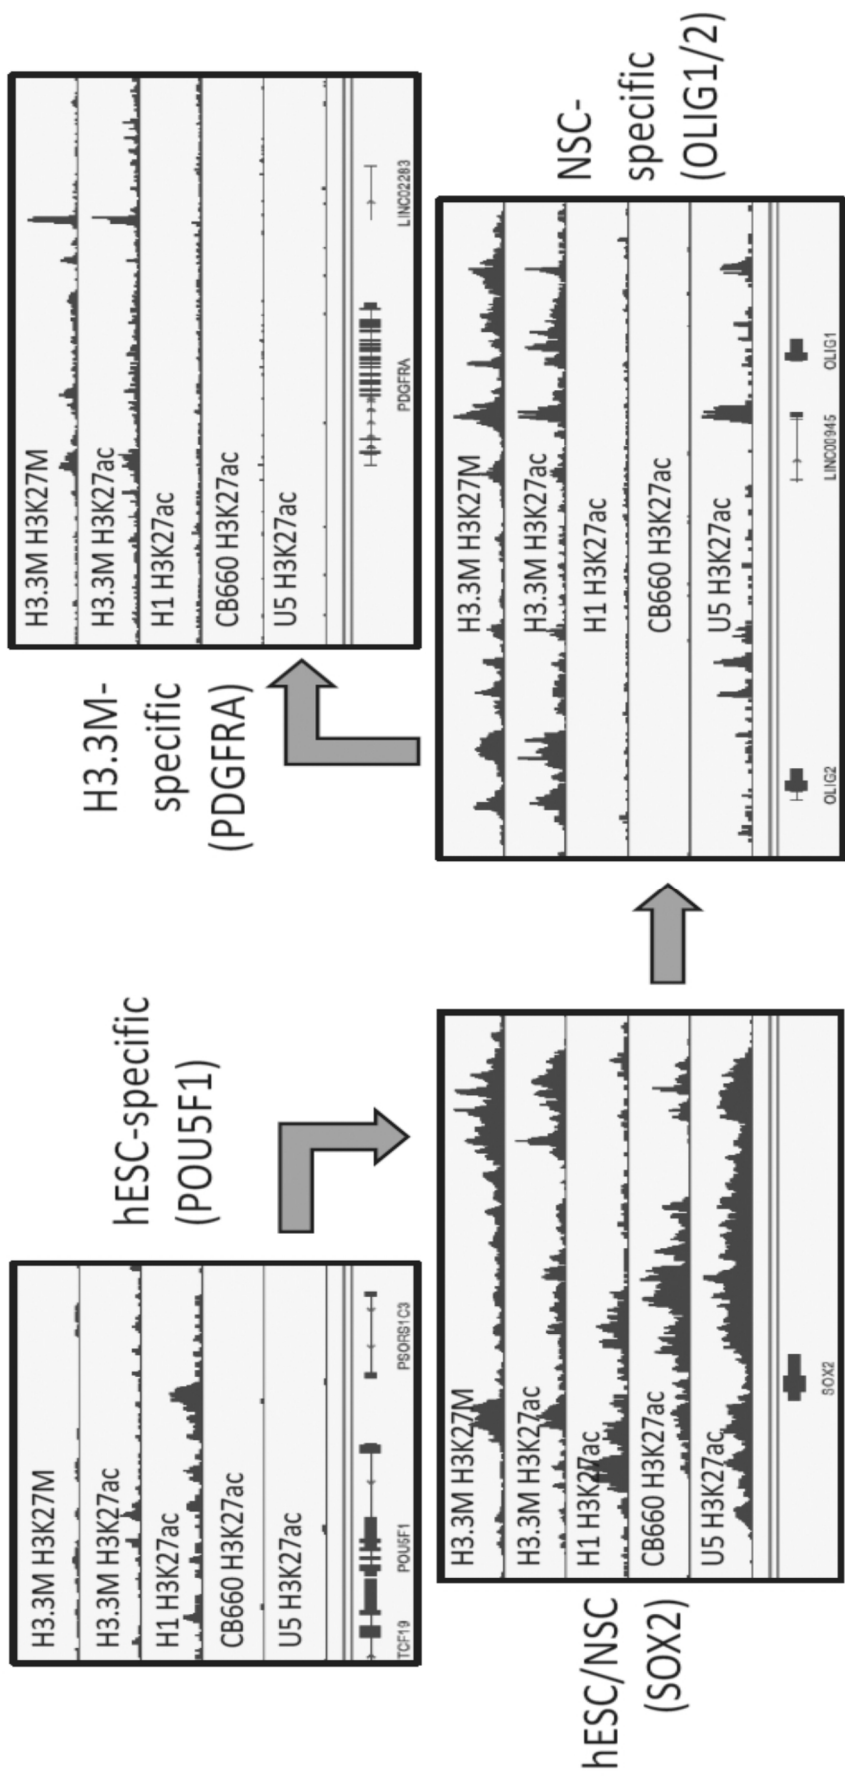 hESC-specific
(POU5F1)
H3.3M H3K27M
H3.3M H3K27ac
H1 H3K27ac
CB660 H3K27ac
U5 H3K27ac
TCF19 POU5F1 PSORS1C3
H3.3M-
specific
(PDGFRA)
H3.3M H3K27M
H3.3M H3K27ac
H1 H3K27ac
CB660 H3K27ac
U5 H3K27ac
PDGFRA LINC02283
hESC/NSC
(SOX2)
H3.3M H3K27M
H3.3M H3K27ac
H1 H3K27ac
CB660 H3K27ac
U5 H3K27ac
SOX2
H3.3M H3K27M
H3.3M H3K27ac
H1 H3K27ac
CB660 H3K27ac
U5 H3K27ac
OLIG2 LINC00945 OLIG1
NSC-
specific
(OLIG1/2)